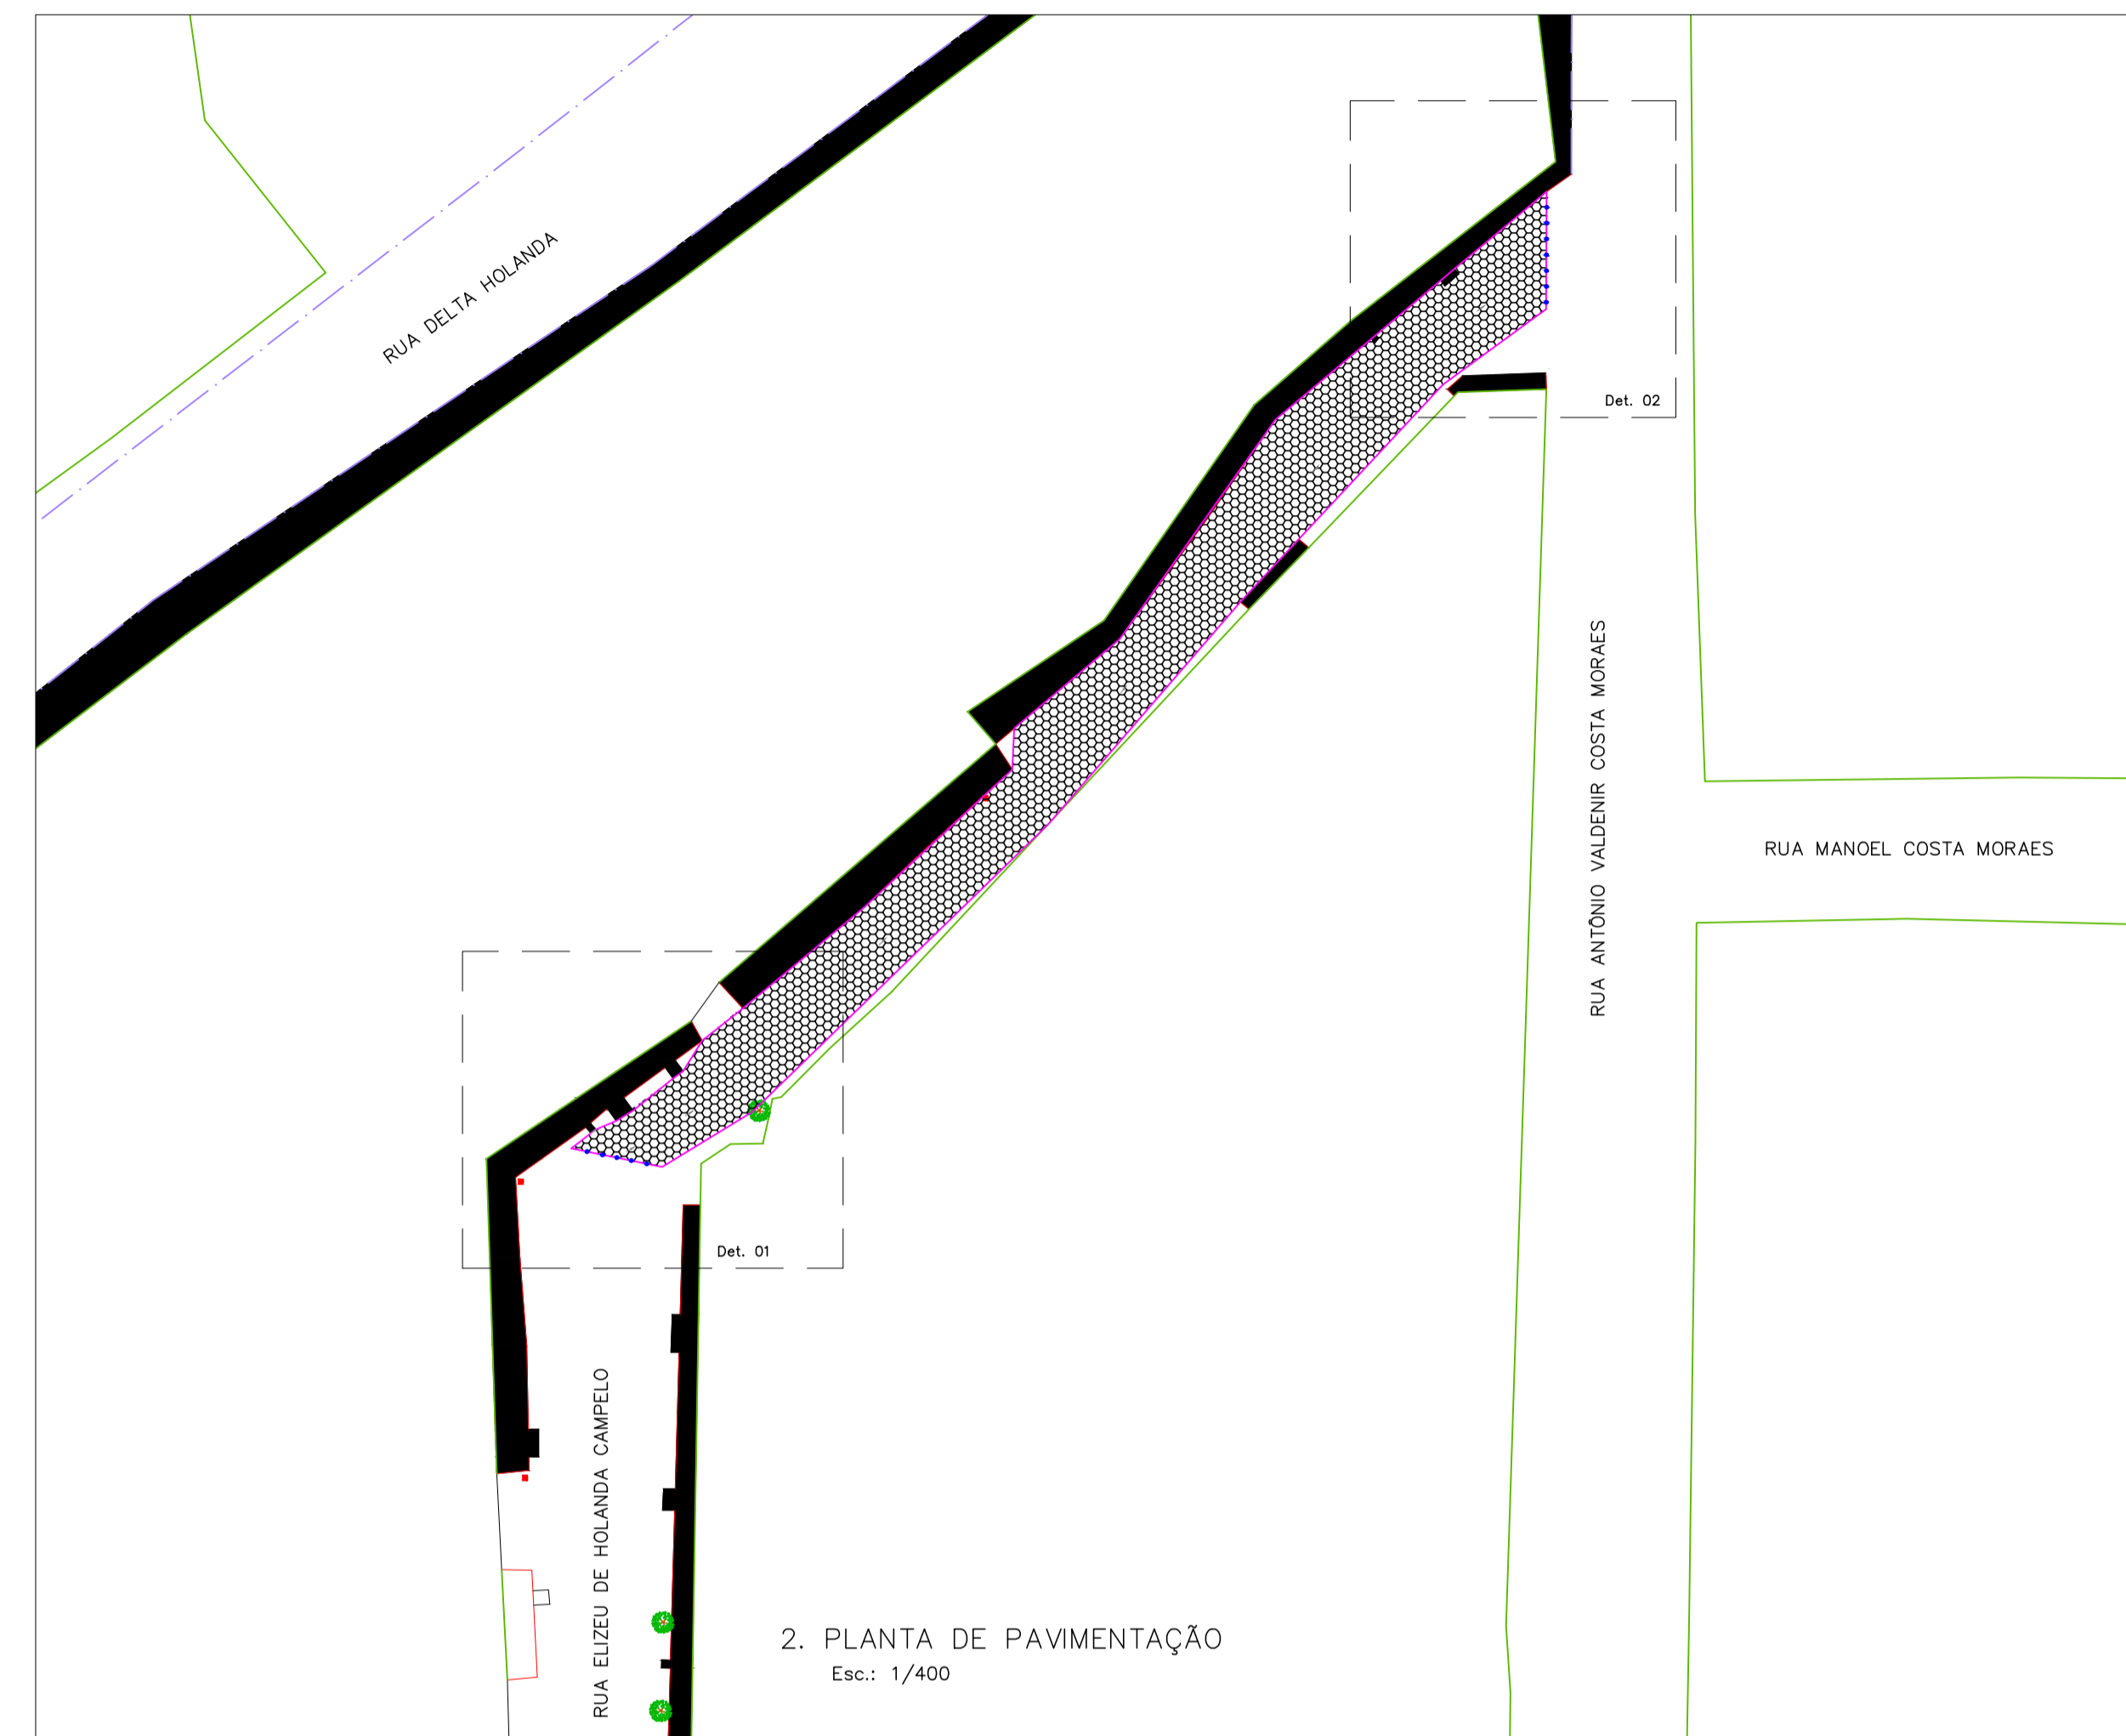 RUA DELTA HOLANDA
Det. 02
RUA ANTÔNIO VALDENIR COSTA MORAES
RUA MANOEL COSTA MORAES
Det. 01
RUA ELIZEU DE HOLANDA CAMPELO
2. PLANTA DE PAVIMENTAÇÃO
Esc.: 1/400